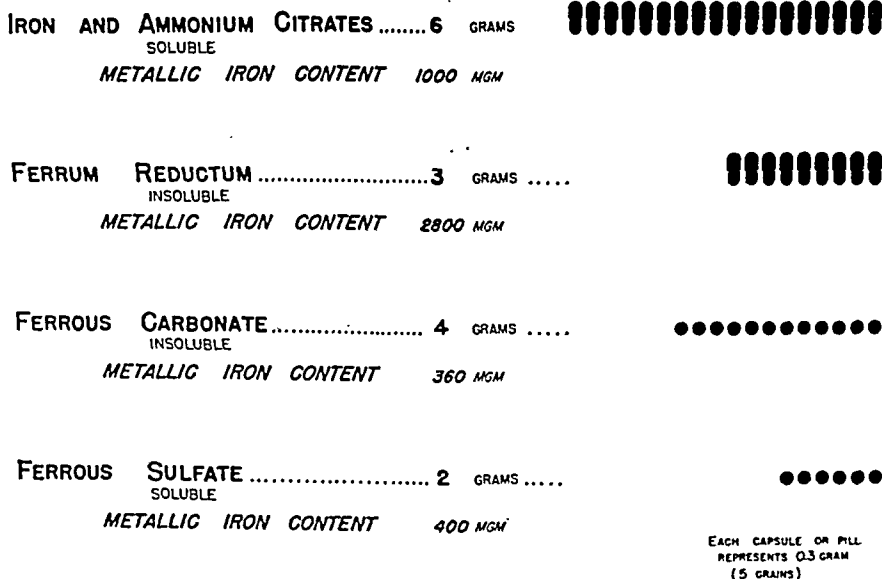 IRON AND AMMONIUM CITRATES ........ 6 GRAMS
SOLUBLE
METALLIC IRON CONTENT 1000 MGM
FERRUM REDUCTUM ............................ 3 GRAMS .....
INSOLUBLE
METALLIC IRON CONTENT 2800 MGM
FERROUS CARBONATE ....................... 4 GRAMS .....
INSOLUBLE
METALLIC IRON CONTENT 360 MGM
FERROUS SULFATE .......................... 2 GRAMS .....
SOLUBLE
METALLIC IRON CONTENT 400 MGM
EACH CAPSULE OR PILL
REPRESENTS 0.3 GRAM
(5 GRAINS)